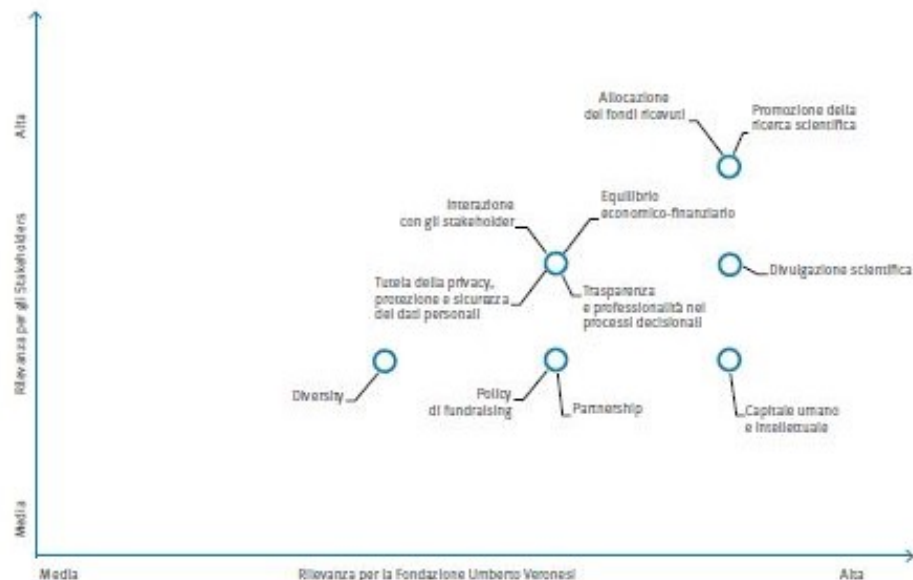 Alta
Rilevanza per gli Stakeholders
Media
Allocazione
dei fondi ricevuti
Promozione della
ricerca scientifica
Interazione
con gli stakeholder
Equilibrio
economico-finanziario
Tutela della privacy,
protezione e sicurezza
dei dati personali
Trasparenza
e professionalità nei
processi decisionali
Divulgazione scientifica
Diversity
Policy
di fundraising
Partnership
Capitale umano
e intellettuale
Media
Rilevanza per la Fondazione Umberto Veronesi
Alta